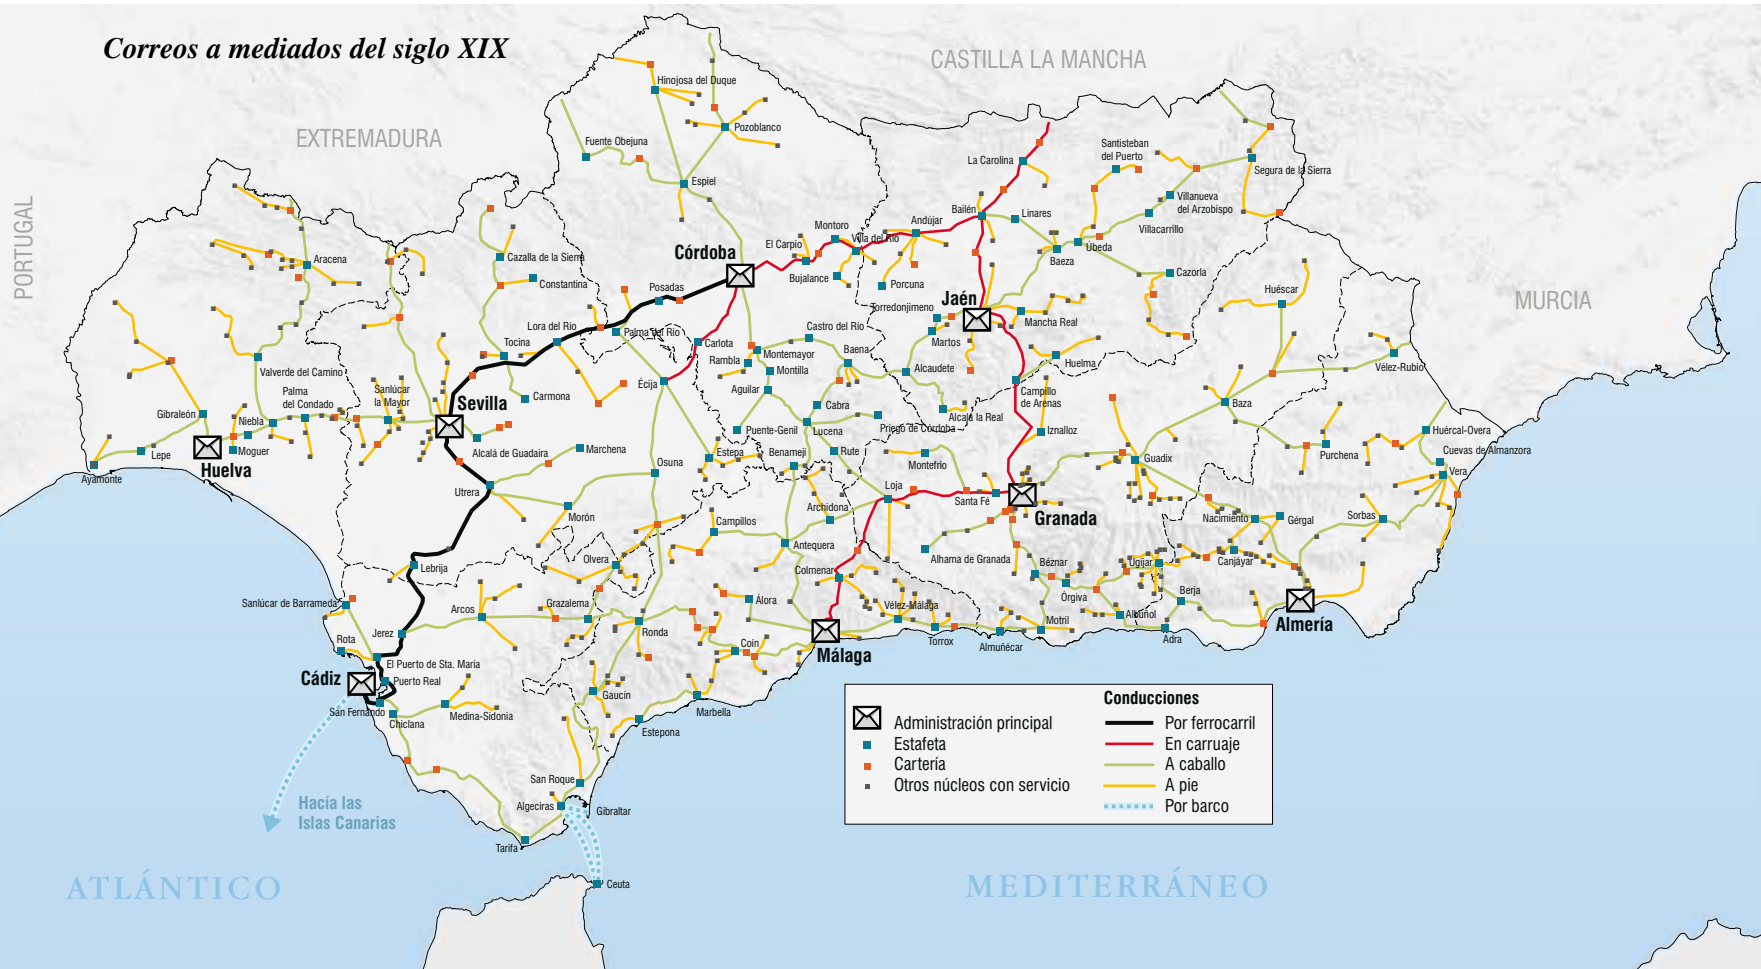 Correos a mediados del siglo XIX
CASTILLA LA MANCHA
EXTREMADURA
PORTUGAL
MURCIA
Hinojosa del Duque
Pozoblanco
Fuente Obejuna
Espiel
La Carolina
Santisteban
del Puerto
Segura de la Sierra
Villanueva
del Arzobispo
Villacarrillo
Bailén
Linares
Andújar
Montoro
Villa del Río
El Carpio
Bujalance
Córdoba
Úbeda
Baeza
Cazorla
Porcuna
Aracena
Cazalla de la Sierra
Constantina
Posadas
Jaén
Torredonjimeno
Mancha Real
Martos
Huéscar
Lora del Río
Palma del Río
Tocina
Carlota
Castro del Río
Montemayor
Rambla
Montilla
Baena
Aguilar
Alcaudete
Huelma
Vélez-Rubio
Valverde del Camino
Palma
del Condado
Sanlúcar
la Mayor
Écija
Carmona
Cabra
Campillo
de Arenas
Alcalá la Real
Baza
Gibraleón
Niebla
Sevilla
Puente-Genil
Lucena
Priego de Córdoba
Iznalloz
Huércal-Overa
Lepe
Huelva
Moguer
Ayamonte
Alcalá de Guadaira
Marchena
Estepa
Benamejí
Rute
Montefrío
Guadix
Purchena
Cuevas de Almanzora
Vera
Osuna
Utrera
Loja
Santa Fé
Granada
Morón
Campillos
Archidona
Nacimiento
Gérgal
Sorbas
Antequera
Alhama de Granada
Lebrija
Olvera
Colmenar
Béznar
Ugijar
Canjáyar
Sanlúcar de Barrameda
Arcos
Grazalema
Álora
Vélez-Málaga
Órgiva
Berja
Albuñol
Almería
Rota
Jerez
Ronda
Coín
Málaga
Torrox
Almuñécar
Motril
Adra
El Puerto de Sta. María
Puerto Real
Cádiz
San Fernando
Chiclana
Medina-Sidonia
Gaucín
Marbella
Estepona
San Roque
Algeciras
Gibraltar
Tarifa
Ceuta
Hacía las
Islas Canarias
ATLÁNTICO
MEDITERRÁNEO
Administración principal
Estafeta
Cartería
Otros núcleos con servicio
Conducciones
Por ferrocarril
En carruaje
A caballo
A pie
Por barco